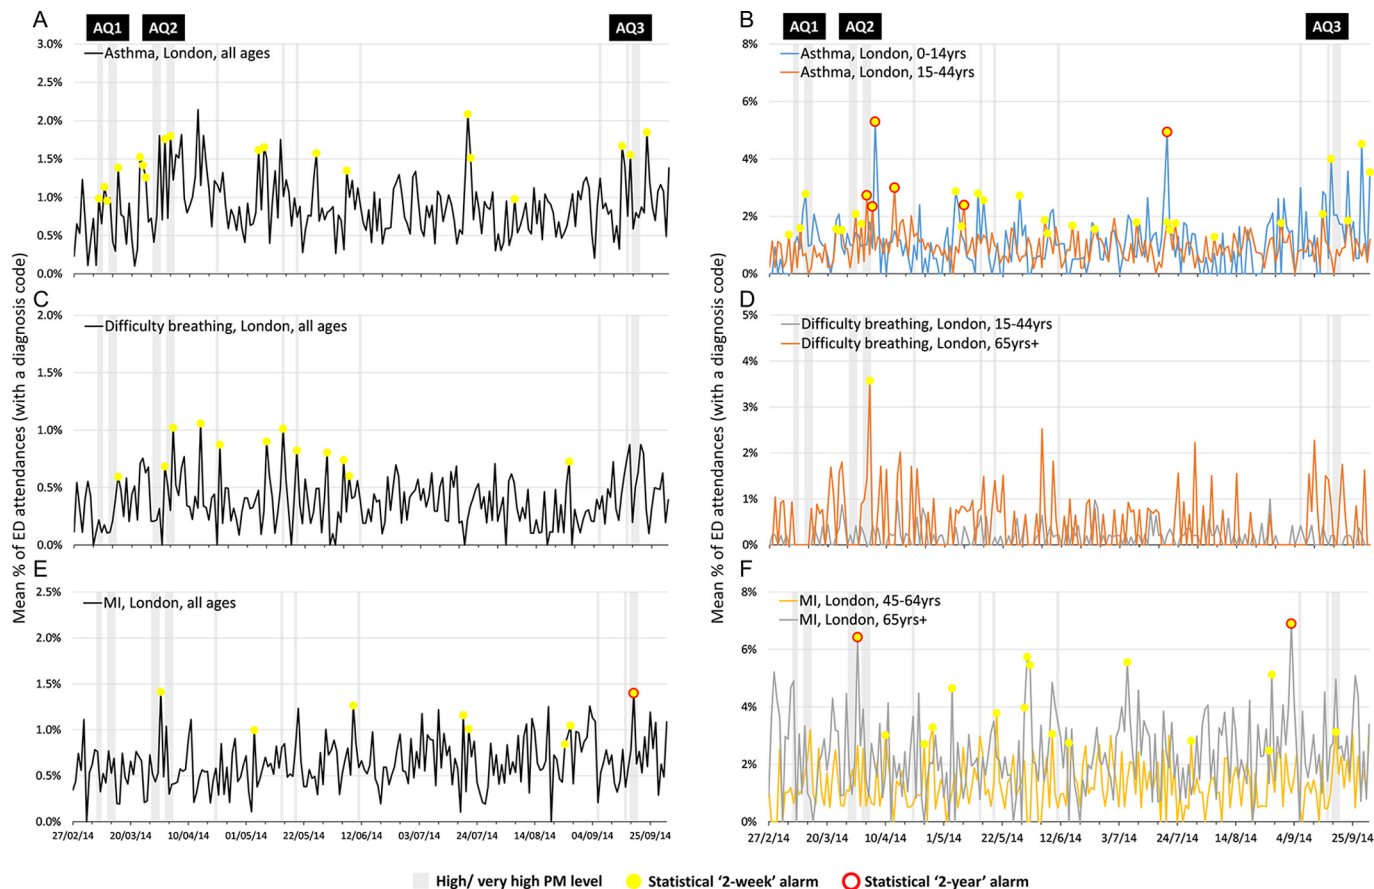 A
AQ1
AQ2
AQ3
3.0%
2.5%
2.0%
1.5%
1.0%
0.5%
0.0%
Asthma, London, all ages
B
AQ1
AQ2
AQ3
8%
6%
4%
2%
0%
Asthma, London, 0-14yrs
Asthma, London, 15-44yrs
C
2.0%
1.5%
1.0%
0.5%
0.0%
Difficulty breathing, London, all ages
D
5%
4%
3%
2%
1%
0%
Difficulty breathing, London, 15-44yrs
Difficulty breathing, London, 65yrs+
E
2.5%
2.0%
1.5%
1.0%
0.5%
0.0%
MI, London, all ages
27/02/14
20/03/14
10/04/14
01/05/14
22/05/14
12/06/14
03/07/14
24/07/14
14/08/14
04/09/14
25/09/14
F
8%
6%
4%
2%
0%
MI, London, 45-64yrs
MI, London, 65yrs+
27/2/14
20/3/14
10/4/14
1/5/14
22/5/14
12/6/14
3/7/14
24/7/14
14/8/14
4/9/14
25/9/14
Mean % of ED attendances (with a diagnosis code)
Mean % of ED attendances (with a diagnosis code)
High/ very high PM level
Statistical '2-week' alarm
Statistical '2-year' alarm